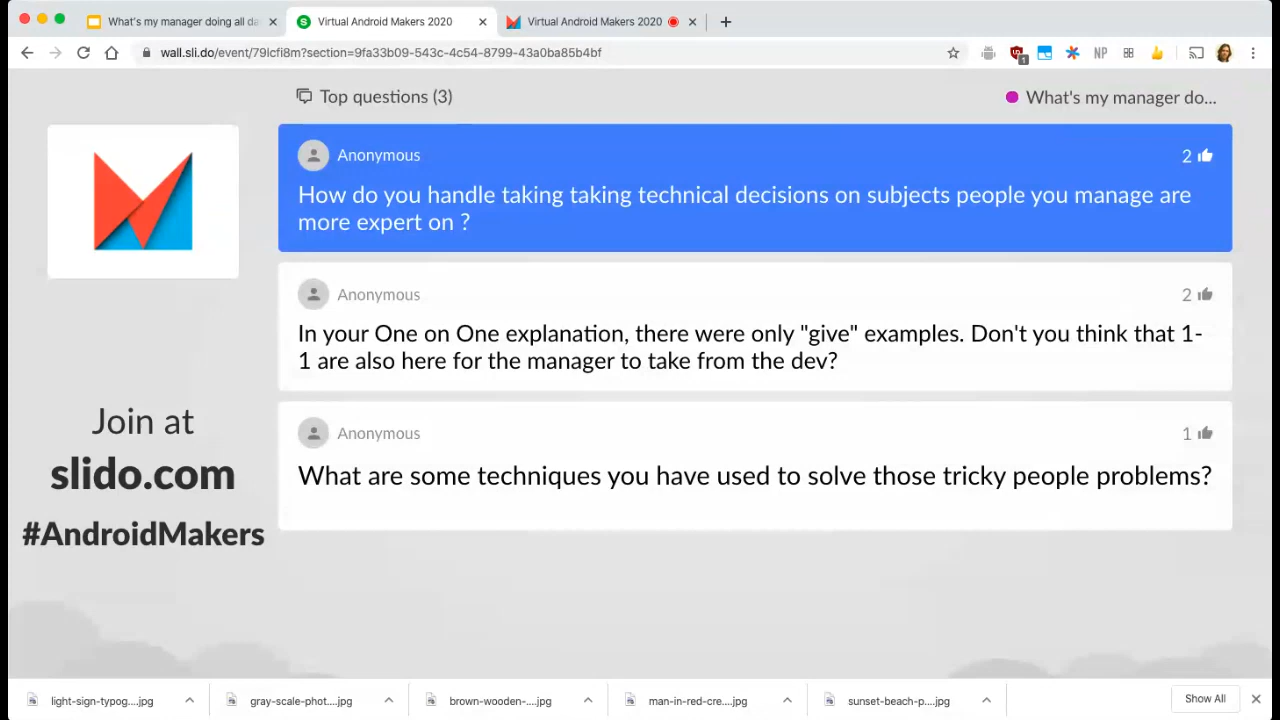 What's my manager doing all da
Virtual Android Makers 2020
Virtual Android Makers 2020
wall.sli.do/event/79lcfi8m?section=9fa33b09-543c-4c54-8799-43a0ba85b4bf
1
NP
Top questions (3)
What's my manager do...
Anonymous
2
How do you handle taking taking technical decisions on subjects people you manage are
more expert on ?
Anonymous
2
In your One on One explanation, there were only "give" examples. Don't you think that 1-
1 are also here for the manager to take from the dev?
Anonymous
1
What are some techniques you have used to solve those tricky people problems?
Join at
slido.com
#AndroidMakers
light-sign-typog....jpg
gray-scale-phot....jpg
brown-wooden-....jpg
man-in-red-cre....jpg
sunset-beach-p....jpg
Show All